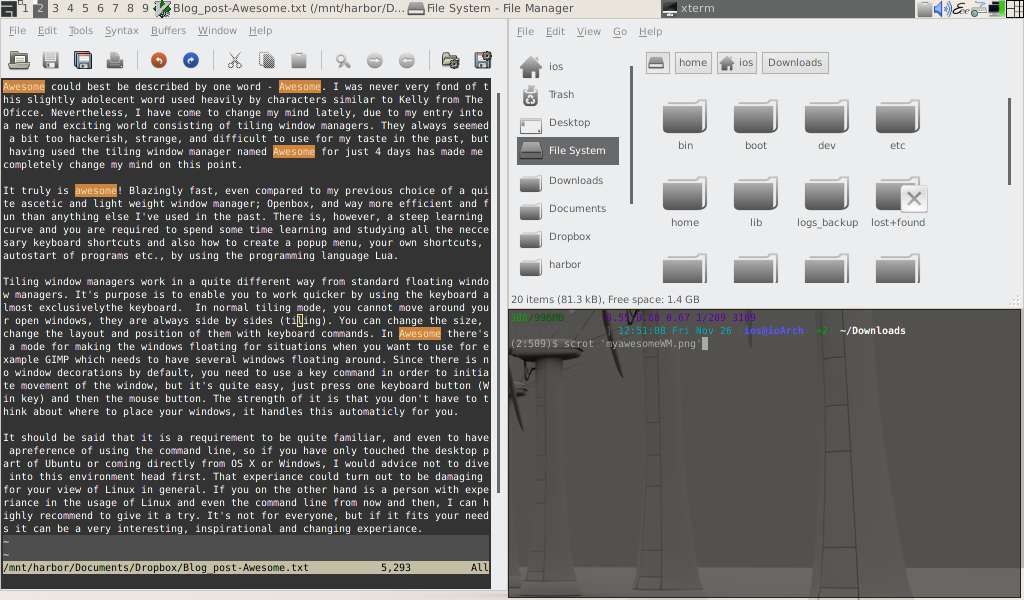 1 2 3 4 5 6 7 8 9
Blog_post-Awesome.txt (/mnt/harbor/D...
File System - File Manager
xterm
File Edit Tools Syntax Buffers Window Help
Awesome could best be described by one word - Awesome. I was never very fond of t
his slightly adolecent word used heavily by characters similar to Kelly from The
Oficce. Nevertheless, I have come to change my mind lately, due to my entry into
a new and exciting world consisting of tiling window managers. They always seemed
a bit too hackerish, strange, and difficult to use for my taste in the past, but
having used the tiling window manager named Awesome for just 4 days has made me
completely change my mind on this point.
It truly is awesome! Blazingly fast, even compared to my previous choice of a qui
te ascetic and light weight window manager; Openbox, and way more efficient and f
un than anything else I've used in the past. There is, however, a steep learning
curve and you are required to spend some time learning and studying all the necce
sary keyboard shortcuts and also how to create a popup menu, your own shortcuts,
autostart of programs etc., by using the programming language Lua.
Tiling window managers work in a quite different way from standard floating windo
w managers. It's purpose is to enable you to work quicker by using the keyboard a
lmost exclusivelythe keyboard.  In normal tiling mode, you cannot move around you
r open windows, they are always side by sides (tiling). You can change the size,
change the layout and position of them with keyboard commands. In Awesome there's
a mode for making the windows floating for situations when you want to use for e
xample GIMP which needs to have several windows floating around. Since there is n
o window decorations by default, you need to use a key command in order to initia
te movement of the window, but it's quite easy, just press one keyboard button (W
in key) and then the mouse button. The strength of it is that you don't have to t
hink about where to place your windows, it handles this automaticly for you.
It should be said that it is a requirement to be quite familiar, and even to have
apreference of using the command line, so if you have only touched the desktop p
art of Ubuntu or coming directly from OS X or Windows, I would advice not to dive
into this environment head first. That experiance could turn out to be damaging
for your view of Linux in general. If you on the other hand is a person with expe
riance in the usage of Linux and even the command line from now and then, I can h
ighly recommend to give it a try. It's not for everyone, but if it fits your need
s it can be a very interesting, inspirational and changing experiance.
~
~
/mnt/harbor/Documents/Dropbox/Blog_post-Awesome.txt 5,293 All
File Edit View Go Help
home ios Downloads
ios
Trash
Desktop
File System
Downloads
Documents
Dropbox
harbor
bin boot dev etc
home lib logs_backup lost+found
20 items (81.3 kB), Free space: 1.4 GB
0.67 1/209 3169
12:51:08 Fri Nov 26 ios@ioArch +2 ~/Downloads
(2:509)$ scrot 'myawesomeWM.png'